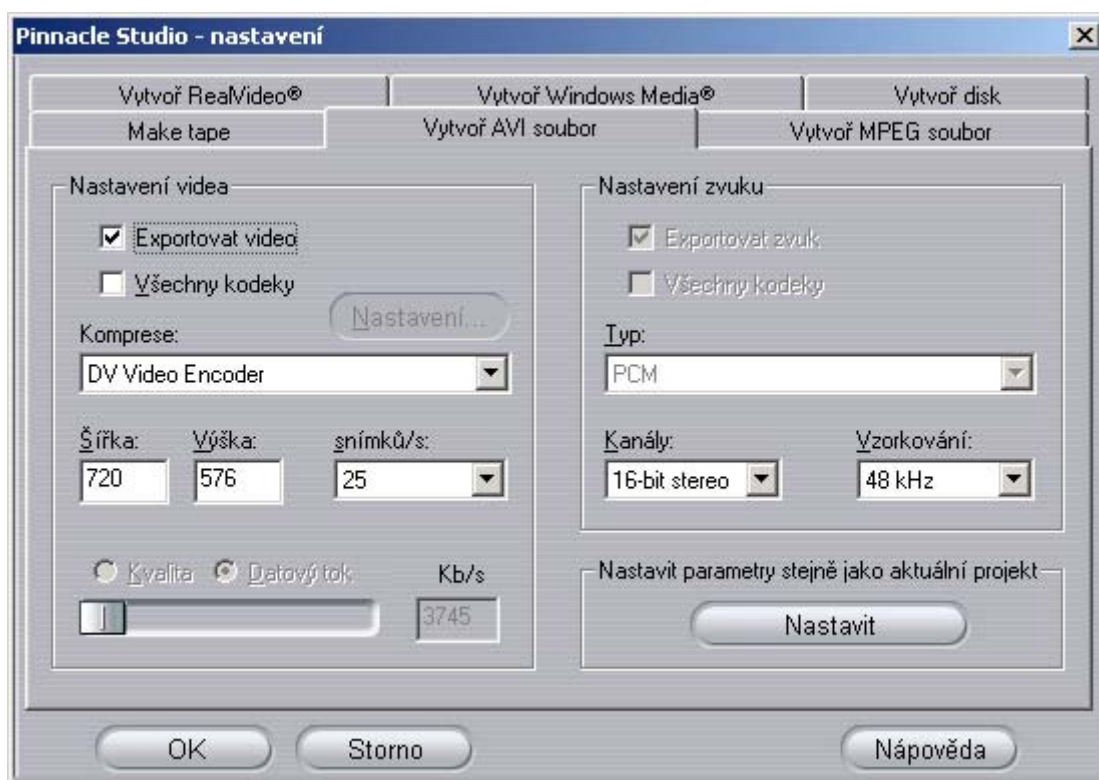 Pinnacle Studio - nastavení
Vytvoř RealVideo®
Vytvoř Windows Media®
Vytvoř disk
Make tape
Vytvoř AVI soubor
Vytvoř MPEG soubor
Nastavení videa
Exportovat video
Všechny kodeky
Nastavení...
Komprese:
DV Video Encoder
Šířka:
Výška:
snímků/s:
720
576
25
Kvalita
Datový tok
Kb/s
3745
Nastavení zvuku
Exportovat zvuk
Všechny kodeky
Typ:
PCM
Kanály:
Vzorkování:
16-bit stereo
48 kHz
Nastavit parametry stejně jako aktuální projekt
Nastavit
OK
Storno
Nápověda